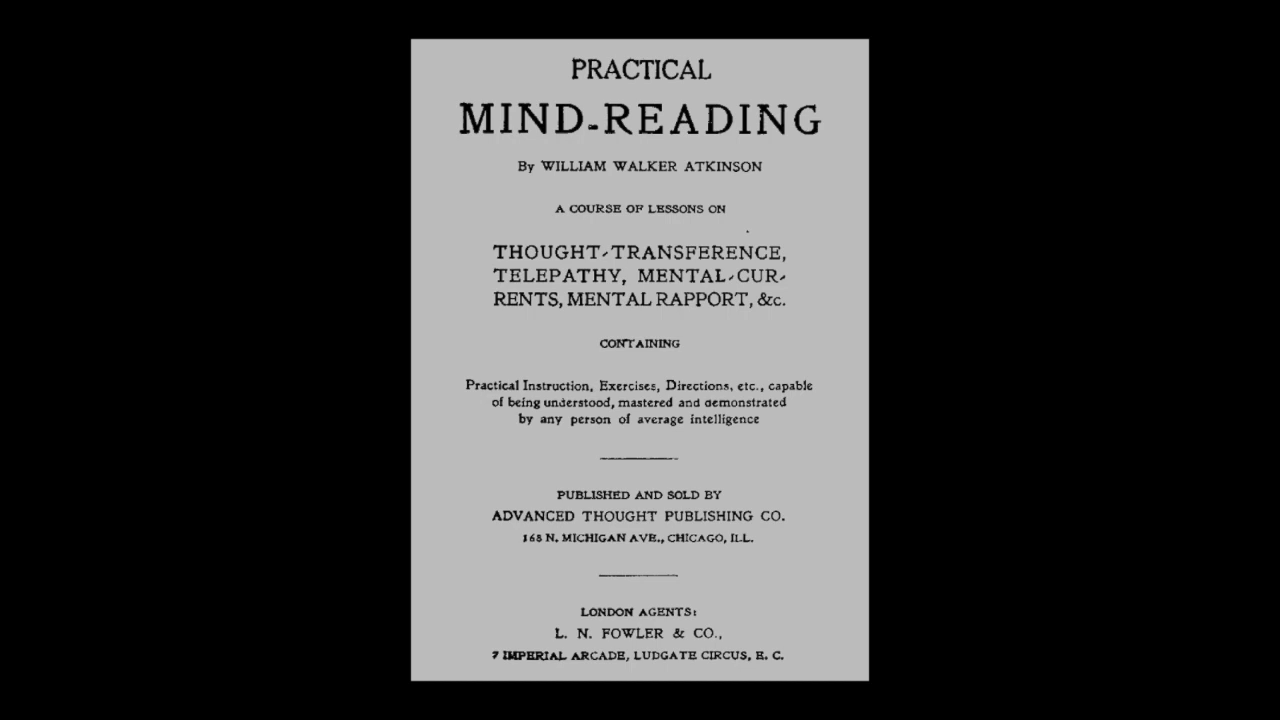 PRACTICAL
MIND-READING
By WILLIAM WALKER ATKINSON
A COURSE OF LESSONS ON
THOUGHT-TRANSFERENCE,
TELEPATHY, MENTAL-CUR-
RENTS, MENTAL RAPPORT, &c.
CONTAINING
Practical Instruction, Exercises, Directions, etc., capable
of being understood, mastered and demonstrated
by any person of average intelligence
PUBLISHED AND SOLD BY
ADVANCED THOUGHT PUBLISHING CO.
168 N. MICHIGAN AVE., CHICAGO, ILL.
LONDON AGENTS:
L. N. FOWLER & CO.,
7 IMPERIAL ARCADE, LUDGATE CIRCUS, E. C.